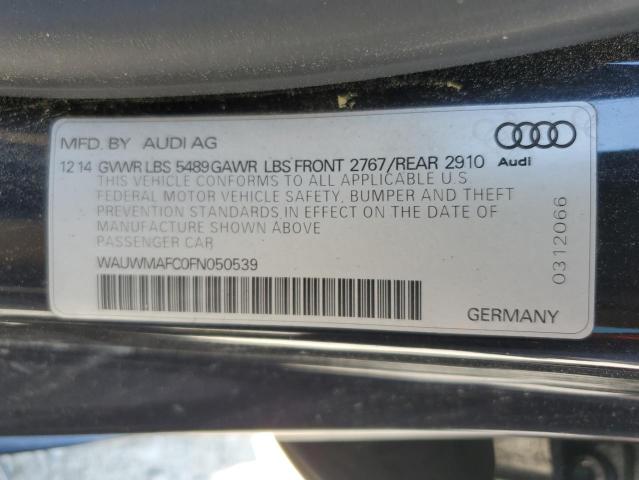 MFD. BY AUDI AG
12 14 GVWR LBS 5489 GAWR LBS FRONT 2767/REAR 2910
Audi
THIS VEHICLE CONFORMS TO ALL APPLICABLE U.S
FEDERAL MOTOR VEHICLE SAFETY, BUMPER AND THEFT
PREVENTION STANDARDS IN EFFECT ON THE DATE OF
MANUFACTURE SHOWN ABOVE
PASSENGER CAR
WAUWMAFC0FN050539
0312066
GERMANY